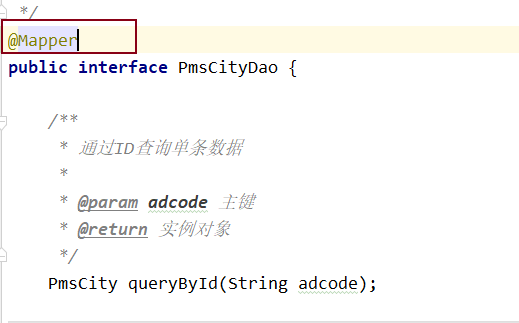 */
@Mapper
public interface PmsCityDao {
/**
* 通过ID查询单条数据
*
* @param adcode 主键
* @return 实例对象
*/
PmsCity queryById(String adcode);